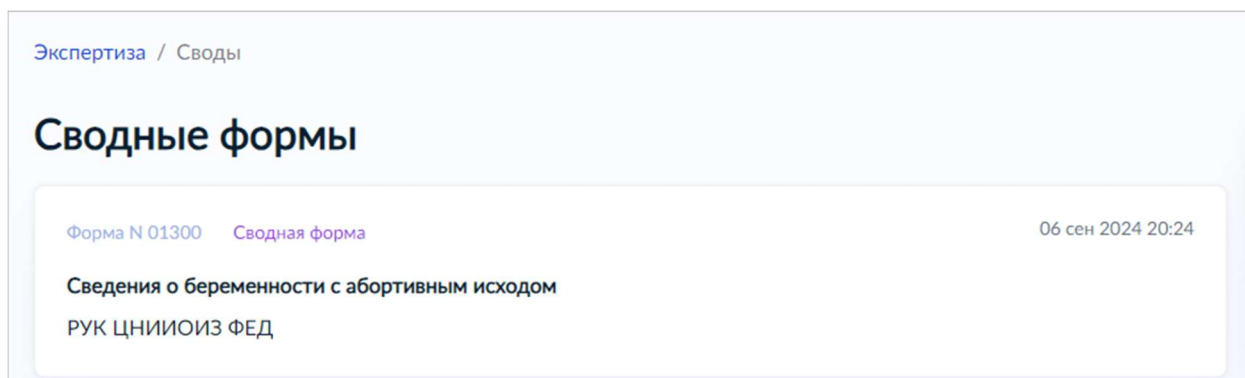 Экспертиза / Своды
Сводные формы
Форма N 01300 Сводная форма 06 сен 2024 20:24
Сведения о беременности с абортивным исходом
РУК ЦНИИОИЗ ФЕД